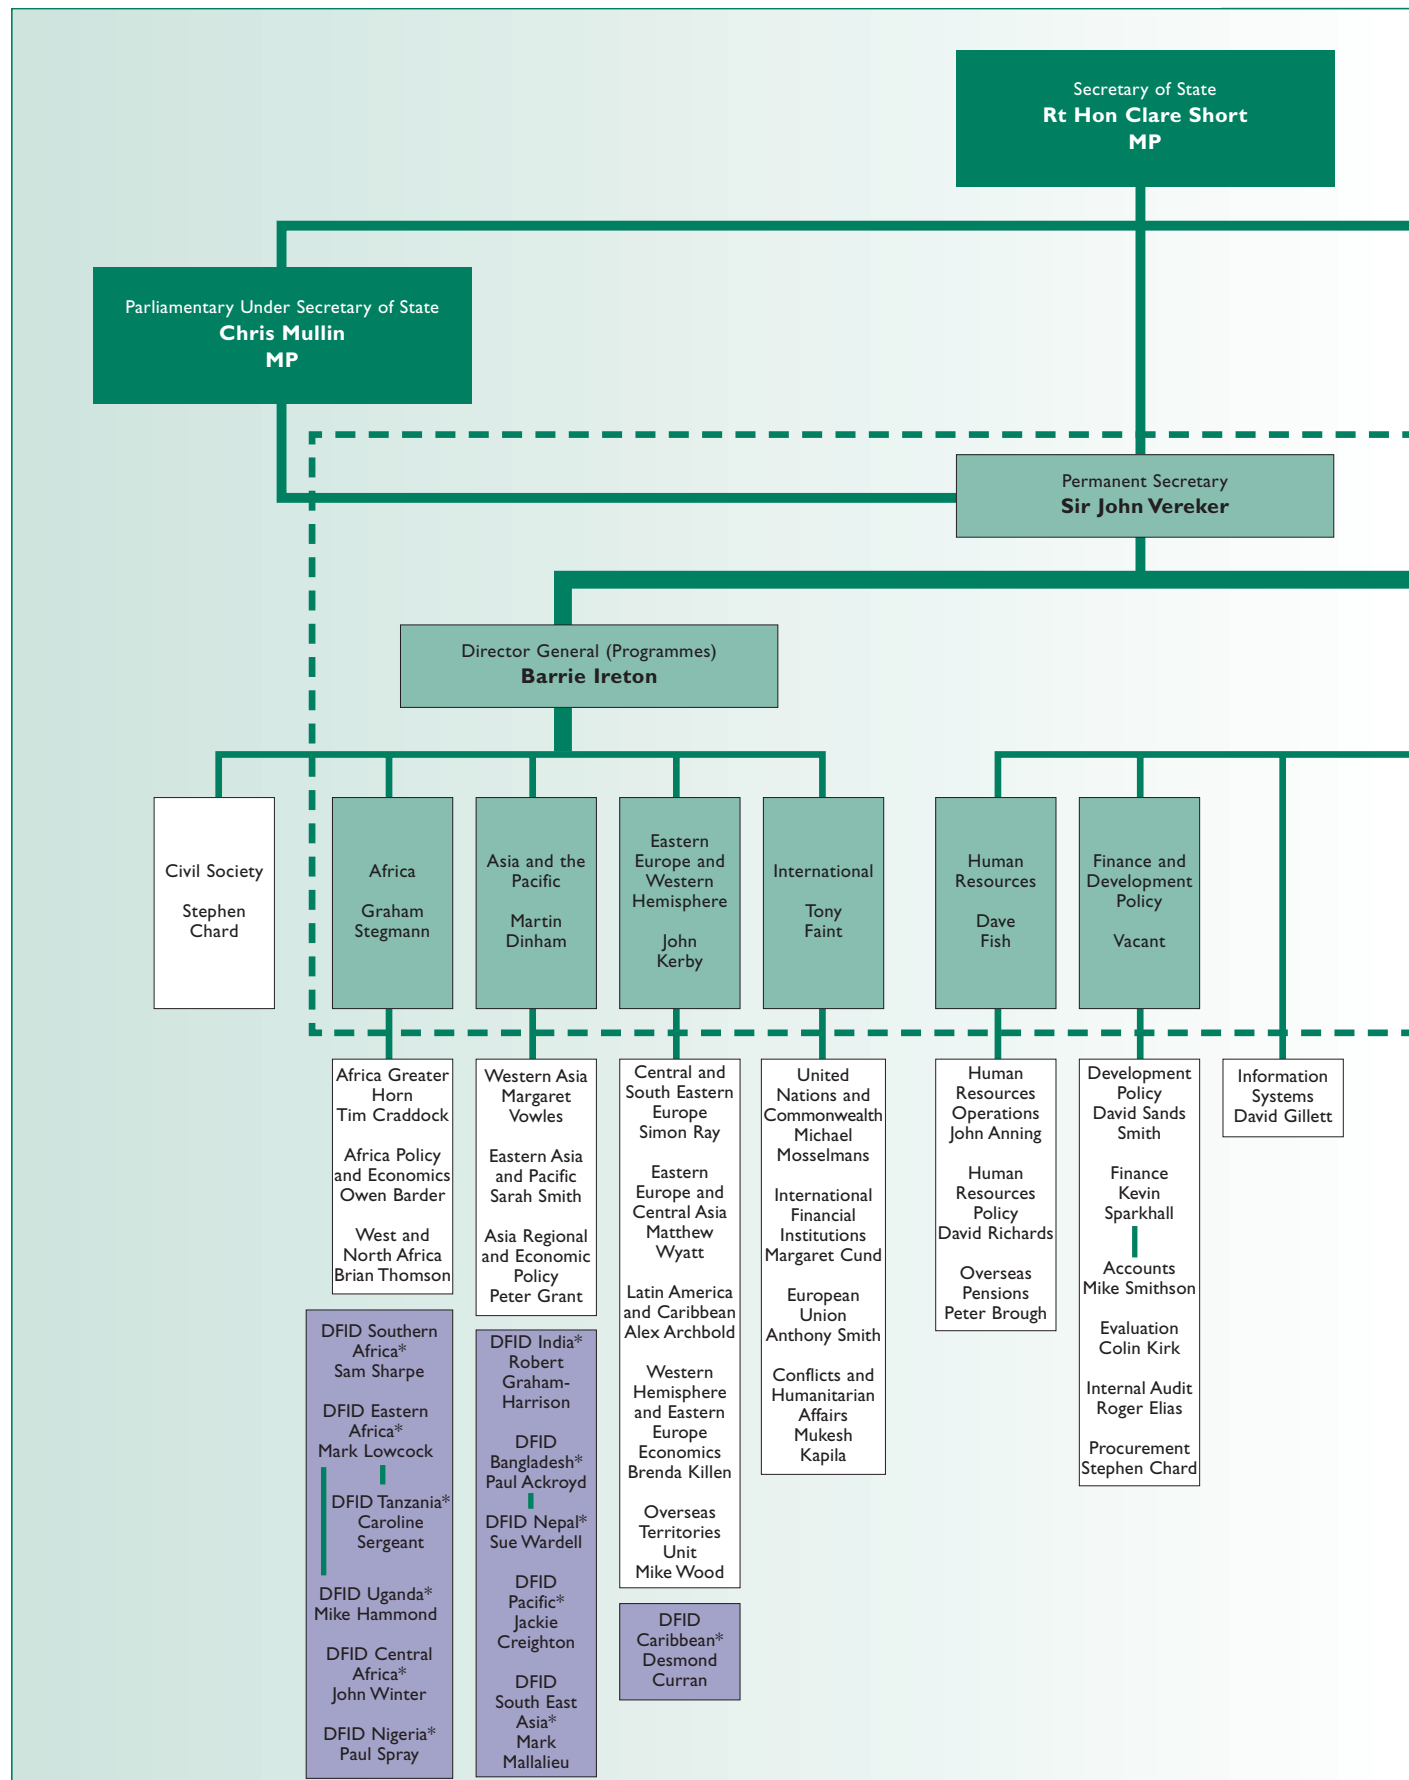 Secretary of State
Rt Hon Clare Short
MP
Parliamentary Under Secretary of State
Chris Mullin
MP
Permanent Secretary
Sir John Vereker
Director General (Programmes)
Barrie Ireton
Civil Society
Stephen
Chard
Africa
Graham
Stegmann
Asia and the
Pacific
Martin
Dinham
Eastern
Europe and
Western
Hemisphere
John
Kerby
International
Tony
Faint
Human
Resources
Dave
Fish
Finance and
Development
Policy
Vacant
Africa Greater
Horn
Tim Craddock
Africa Policy
and Economics
Owen Barder
West and
North Africa
Brian Thomson
DFID Southern
Africa*
Sam Sharpe
DFID Eastern
Africa*
Mark Lowcock
DFID Tanzania*
Caroline
Sergeant
DFID Uganda*
Mike Hammond
DFID Central
Africa*
John Winter
DFID Nigeria*
Paul Spray
Western Asia
Margaret
Vowles
Eastern Asia
and Pacific
Sarah Smith
Asia Regional
and Economic
Policy
Peter Grant
DFID India*
Robert
Graham-
Harrison
DFID
Bangladesh*
Paul Ackroyd
DFID Nepal*
Sue Wardell
DFID
Pacific*
Jackie
Creighton
DFID
South East
Asia*
Mark
Mallalieu
Central and
South Eastern
Europe
Simon Ray
Eastern
Europe and
Central Asia
Matthew
Wyatt
Latin America
and Caribbean
Alex Archbold
Western
Hemisphere
and Eastern
Europe
Economics
Brenda Killen
Overseas
Territories
Unit
Mike Wood
DFID
Caribbean*
Desmond
Curran
United
Nations and
Commonwealth
Michael
Mosselmans
International
Financial
Institutions
Margaret Cund
European
Union
Anthony Smith
Conflicts and
Humanitarian
Affairs
Mukesh
Kapila
Human
Resources
Operations
John Anning
Human
Resources
Policy
David Richards
Overseas
Pensions
Peter Brough
Development
Policy
David Sands
Smith
Finance
Kevin
Sparkhall
Accounts
Mike Smithson
Evaluation
Colin Kirk
Internal Audit
Roger Elias
Procurement
Stephen Chard
Information
Systems
David Gillett